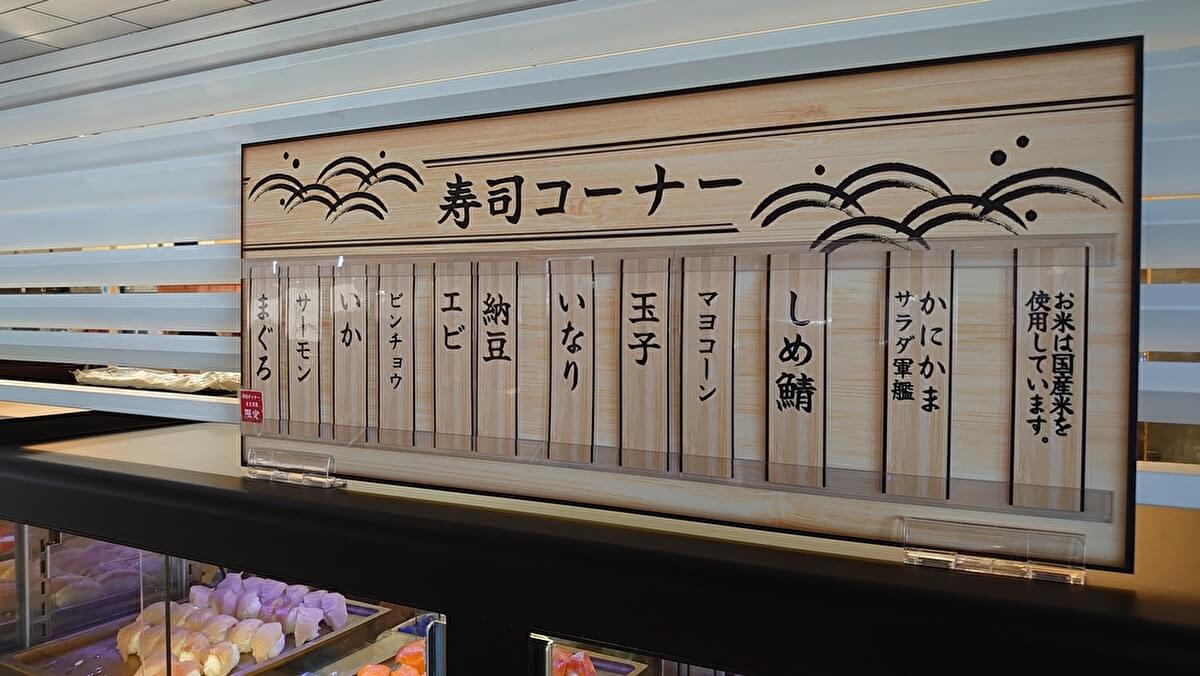 寿司コーナー
お米は国産米を
使用しています。
かにかま
サラダ軍艦
しめ鯖
マヨコーン
玉子
いなり
納豆
エビ
ビンチョウ
いか
サーモン
まぐろ
限定